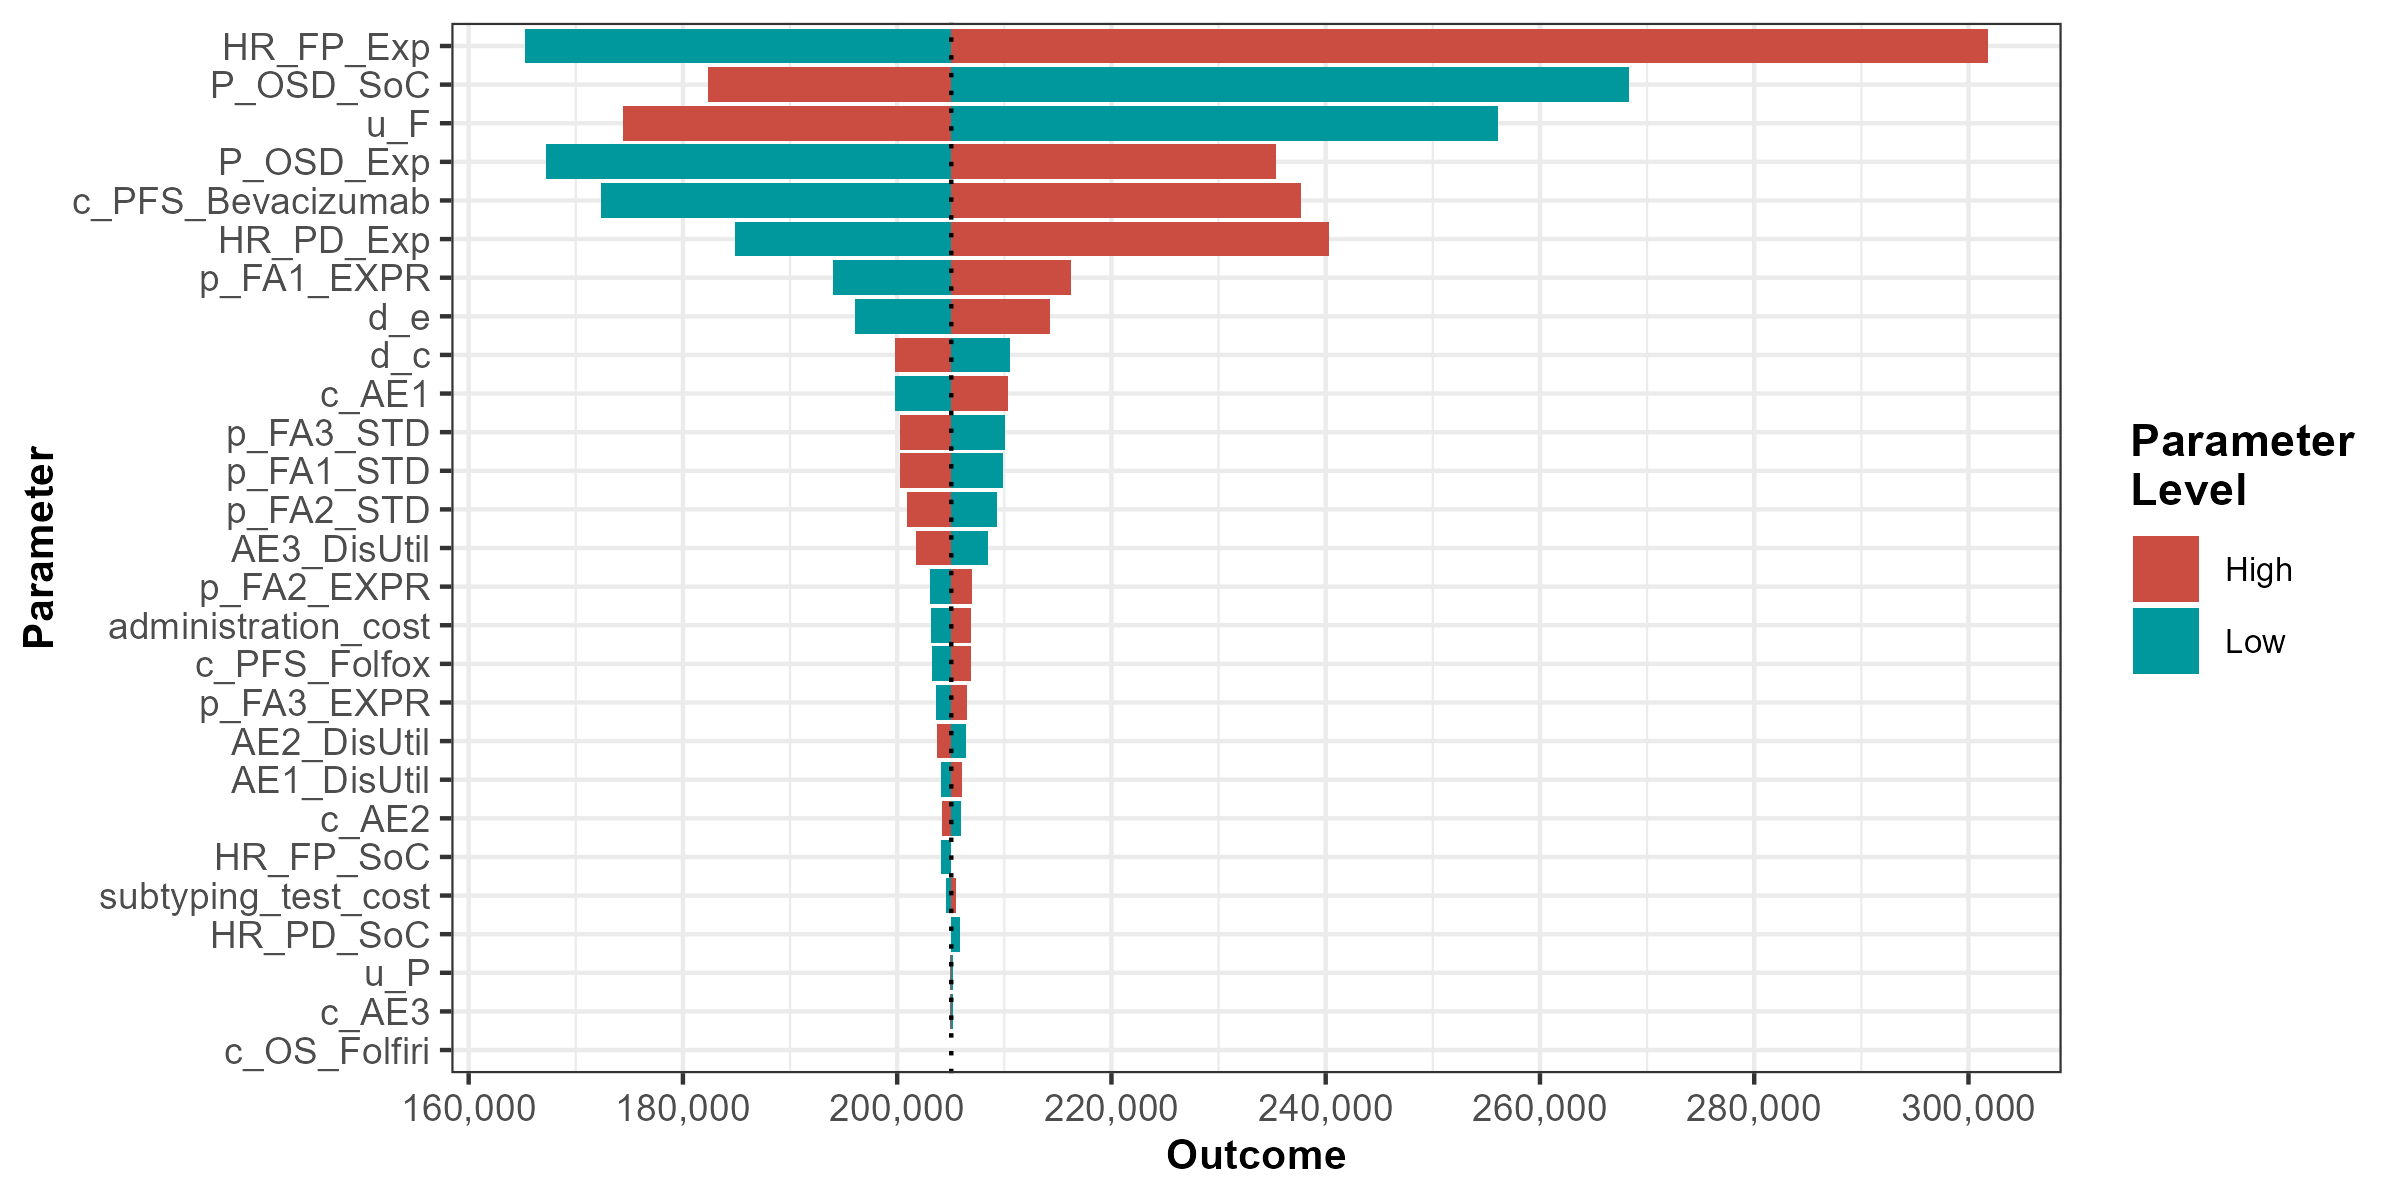 HR_FP_Exp
P_OSD_SoC
u_F
P_OSD_Exp
c_PFS_Bevacizumab
HR_PD_Exp
p_FA1_EXPR
d_e
d_c
c_AE1
p_FA3_STD
p_FA1_STD
p_FA2_STD
AE3_DisUtil
p_FA2_EXPR
administration_cost
c_PFS_Folfox
p_FA3_EXPR
AE2_DisUtil
AE1_DisUtil
c_AE2
HR_FP_SoC
subtyping_test_cost
HR_PD_SoC
u_P
c_AE3
c_OS_Folfiri
Parameter
160,000 180,000 200,000 220,000 240,000 260,000 280,000 300,000
Outcome
Parameter
Level
High
Low